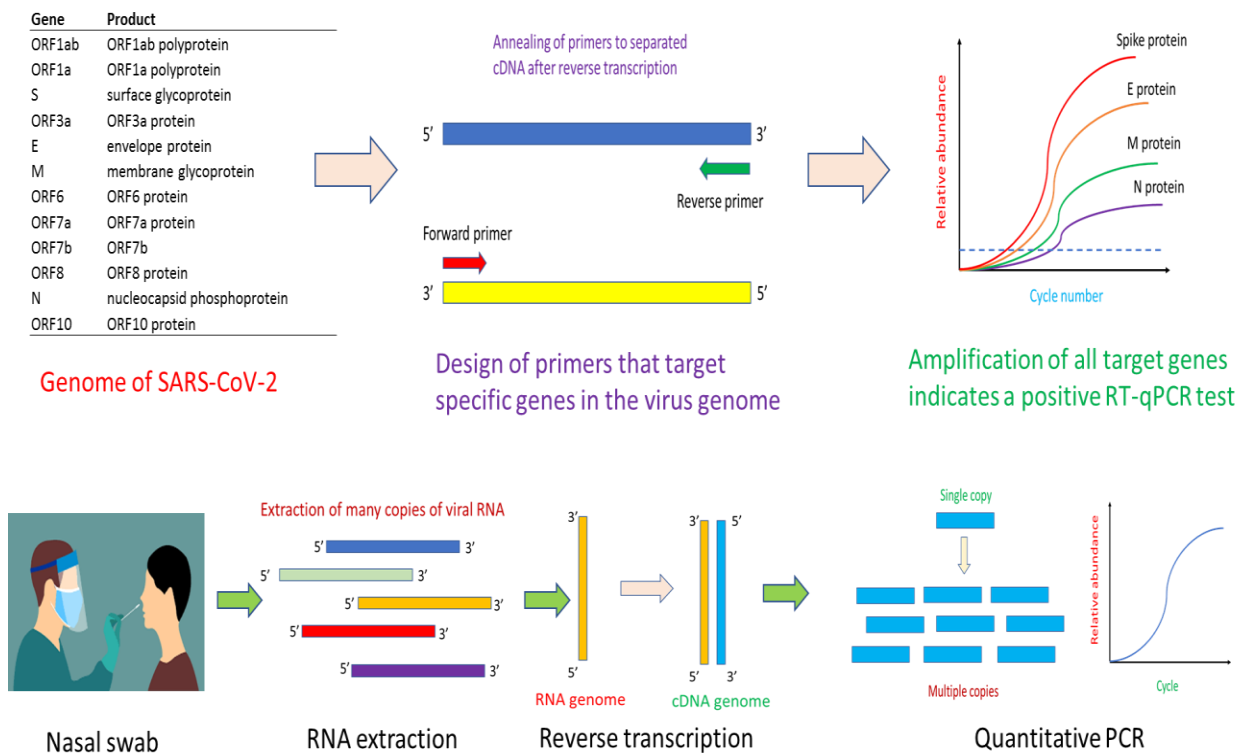 Gene Product
ORF1ab ORF1ab polyprotein
ORF1a ORF1a polyprotein
S surface glycoprotein
ORF3a ORF3a protein
E envelope protein
M membrane glycoprotein
ORF6 ORF6 protein
ORF7a ORF7a protein
ORF7b ORF7b
ORF8 ORF8 protein
N nucleocapsid phosphoprotein
ORF10 ORF10 protein
Genome of SARS-CoV-2
Annealing of primers to separated
cDNA after reverse transcription
5′ 3′
Reverse primer
Forward primer
3′ 5′
Design of primers that target
specific genes in the virus genome
Relative abundance
Spike protein
E protein
M protein
N protein
Cycle number
Amplification of all target genes
indicates a positive RT-qPCR test
Nasal swab
Extraction of many copies of viral RNA
5′ 3′
5′ 3′
5′ 3′
5′ 3′
5′ 3′
RNA extraction
3′
5′
RNA genome
3′ 5′
5′ 3′
cDNA genome
Reverse transcription
Single copy
Multiple copies
Relative abundance
Cycle
Quantitative PCR